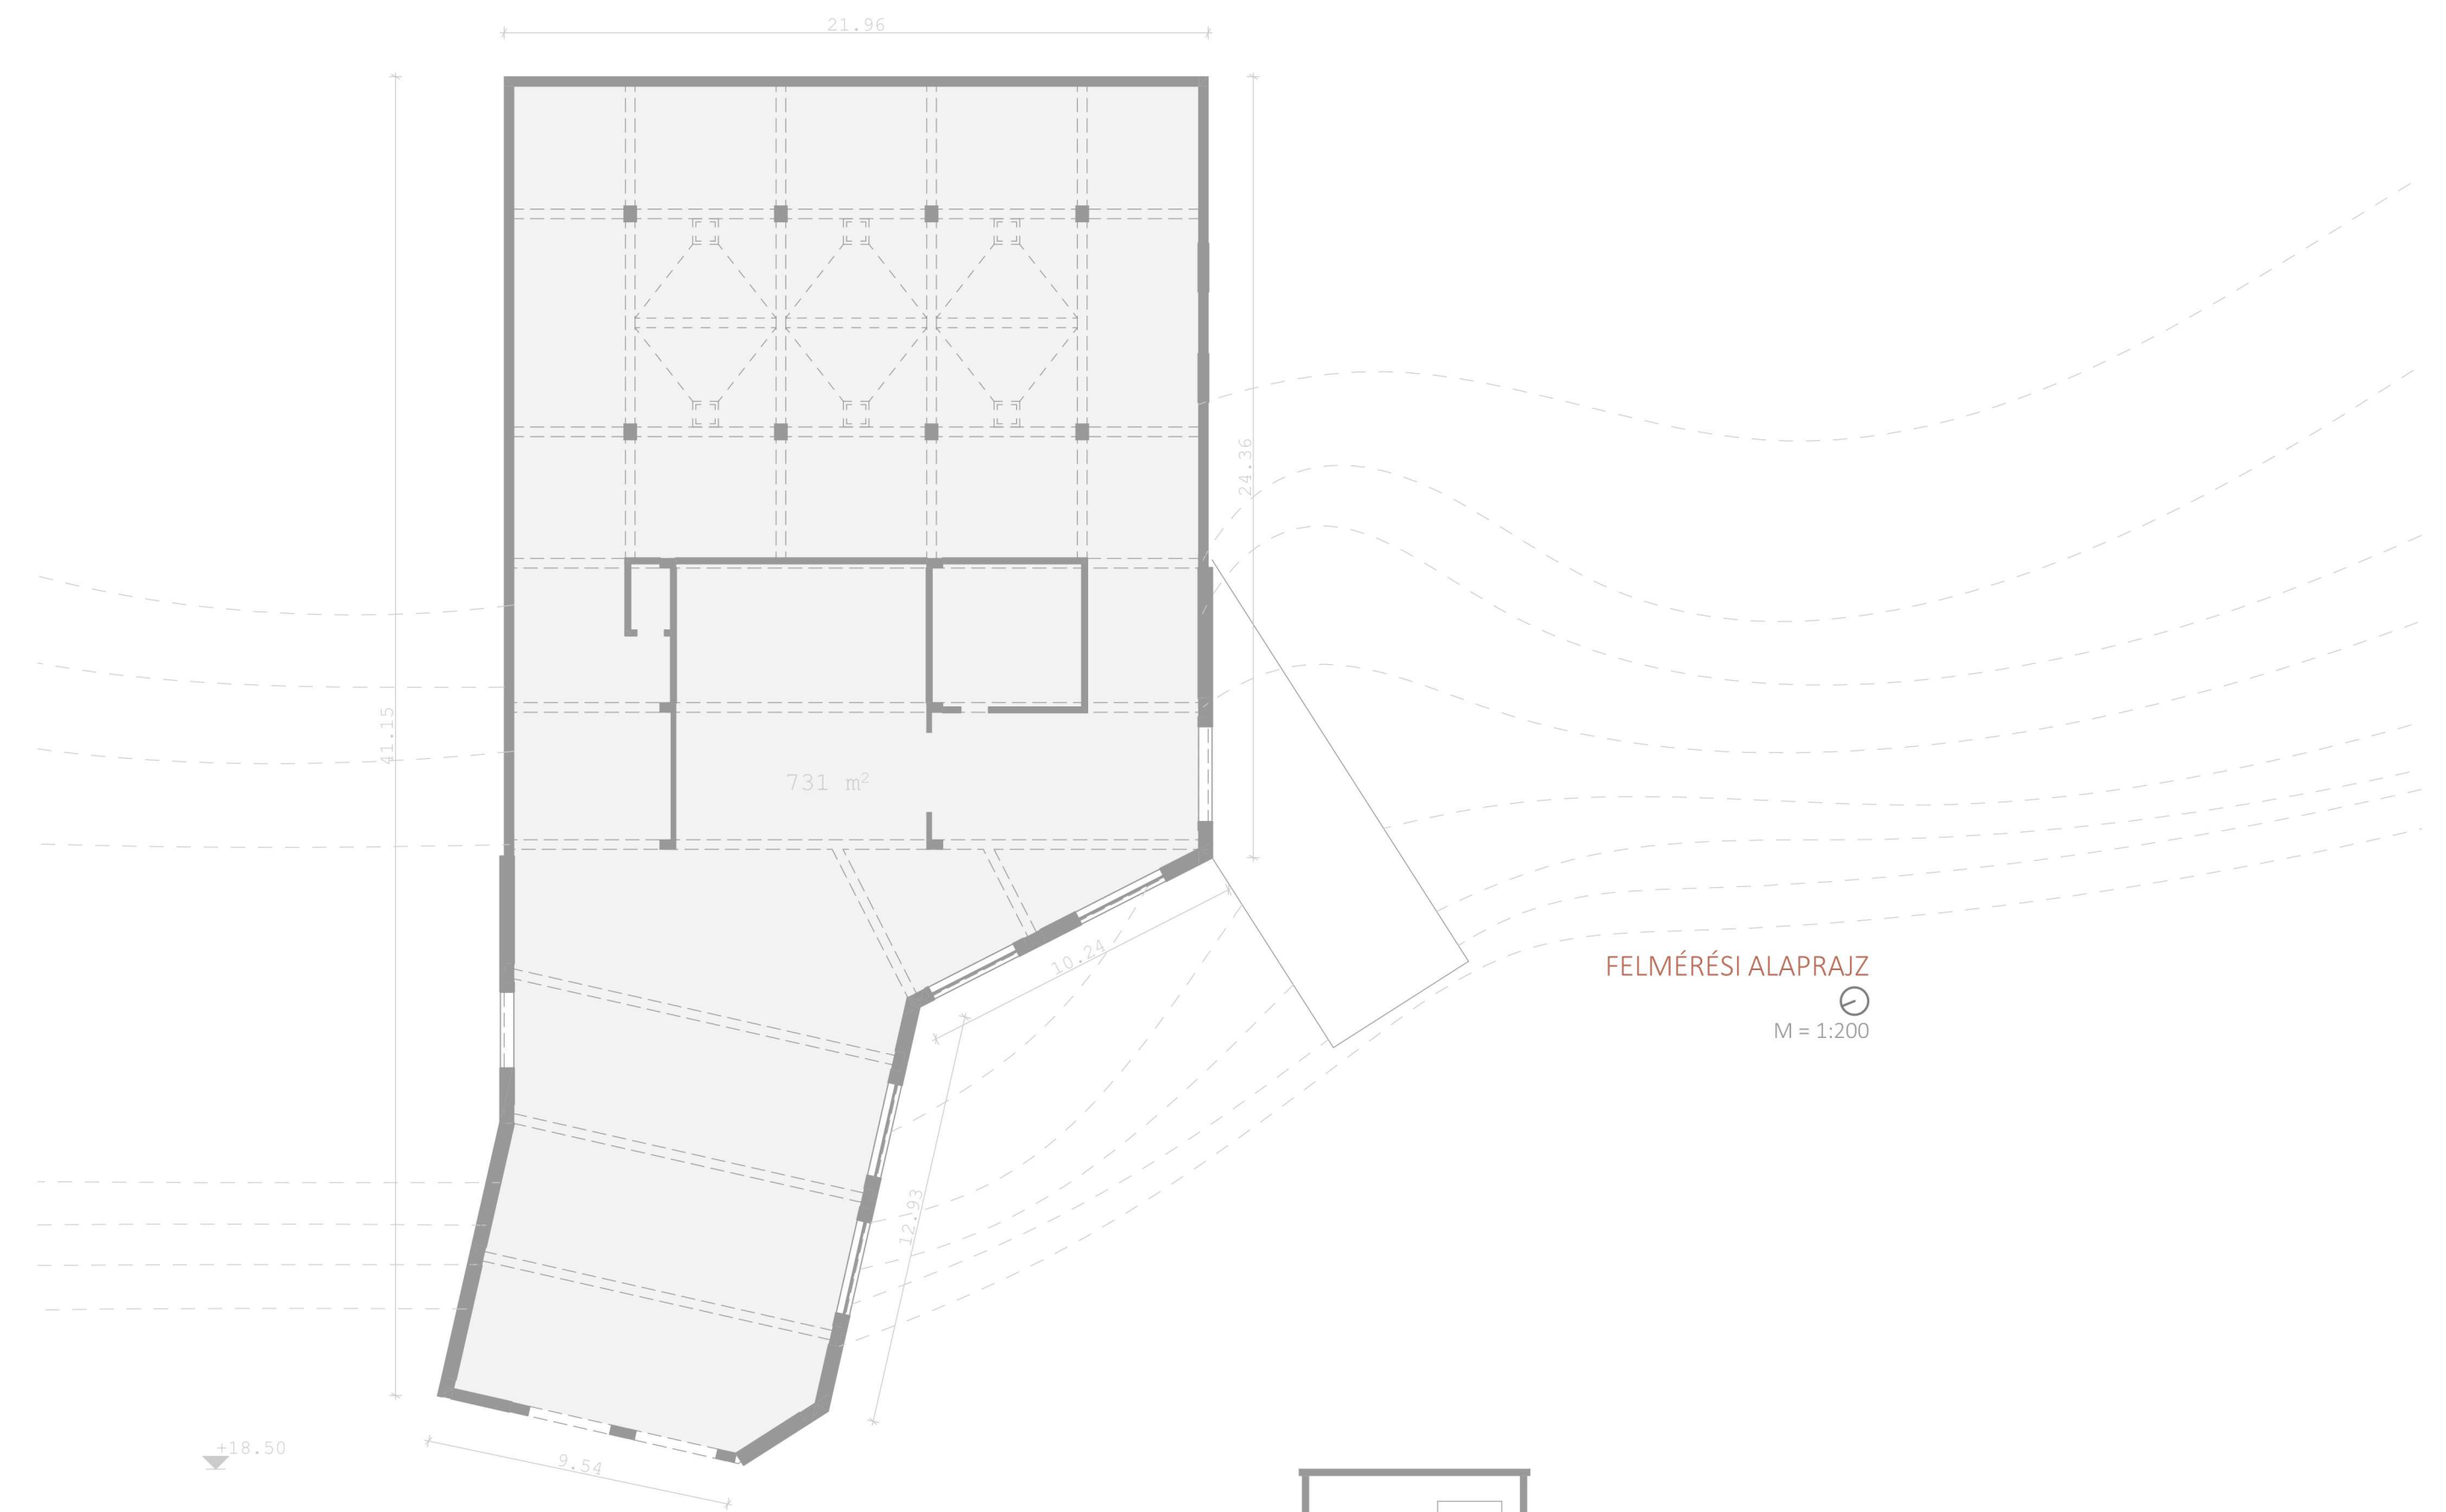 21.96
24.36
41.15
731 m²
10.24
FELMÉRÉSI ALAPRAJZ
M = 1:200
12.93
+18.50
9.54